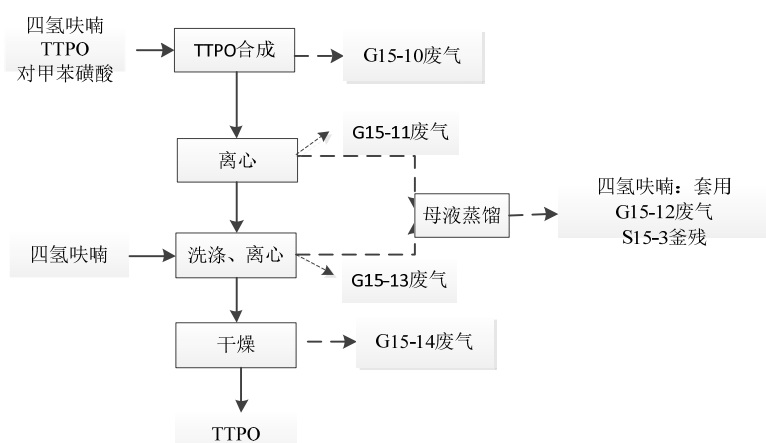 四氢呋喃
TTPO
对甲苯磺酸
TTPO合成
G15-10废气
G15-11废气
离心
母液蒸馏
四氢呋喃：套用
G15-12废气
S15-3釜残
四氢呋喃
洗涤、离心
G15-13废气
干燥
G15-14废气
TTPO